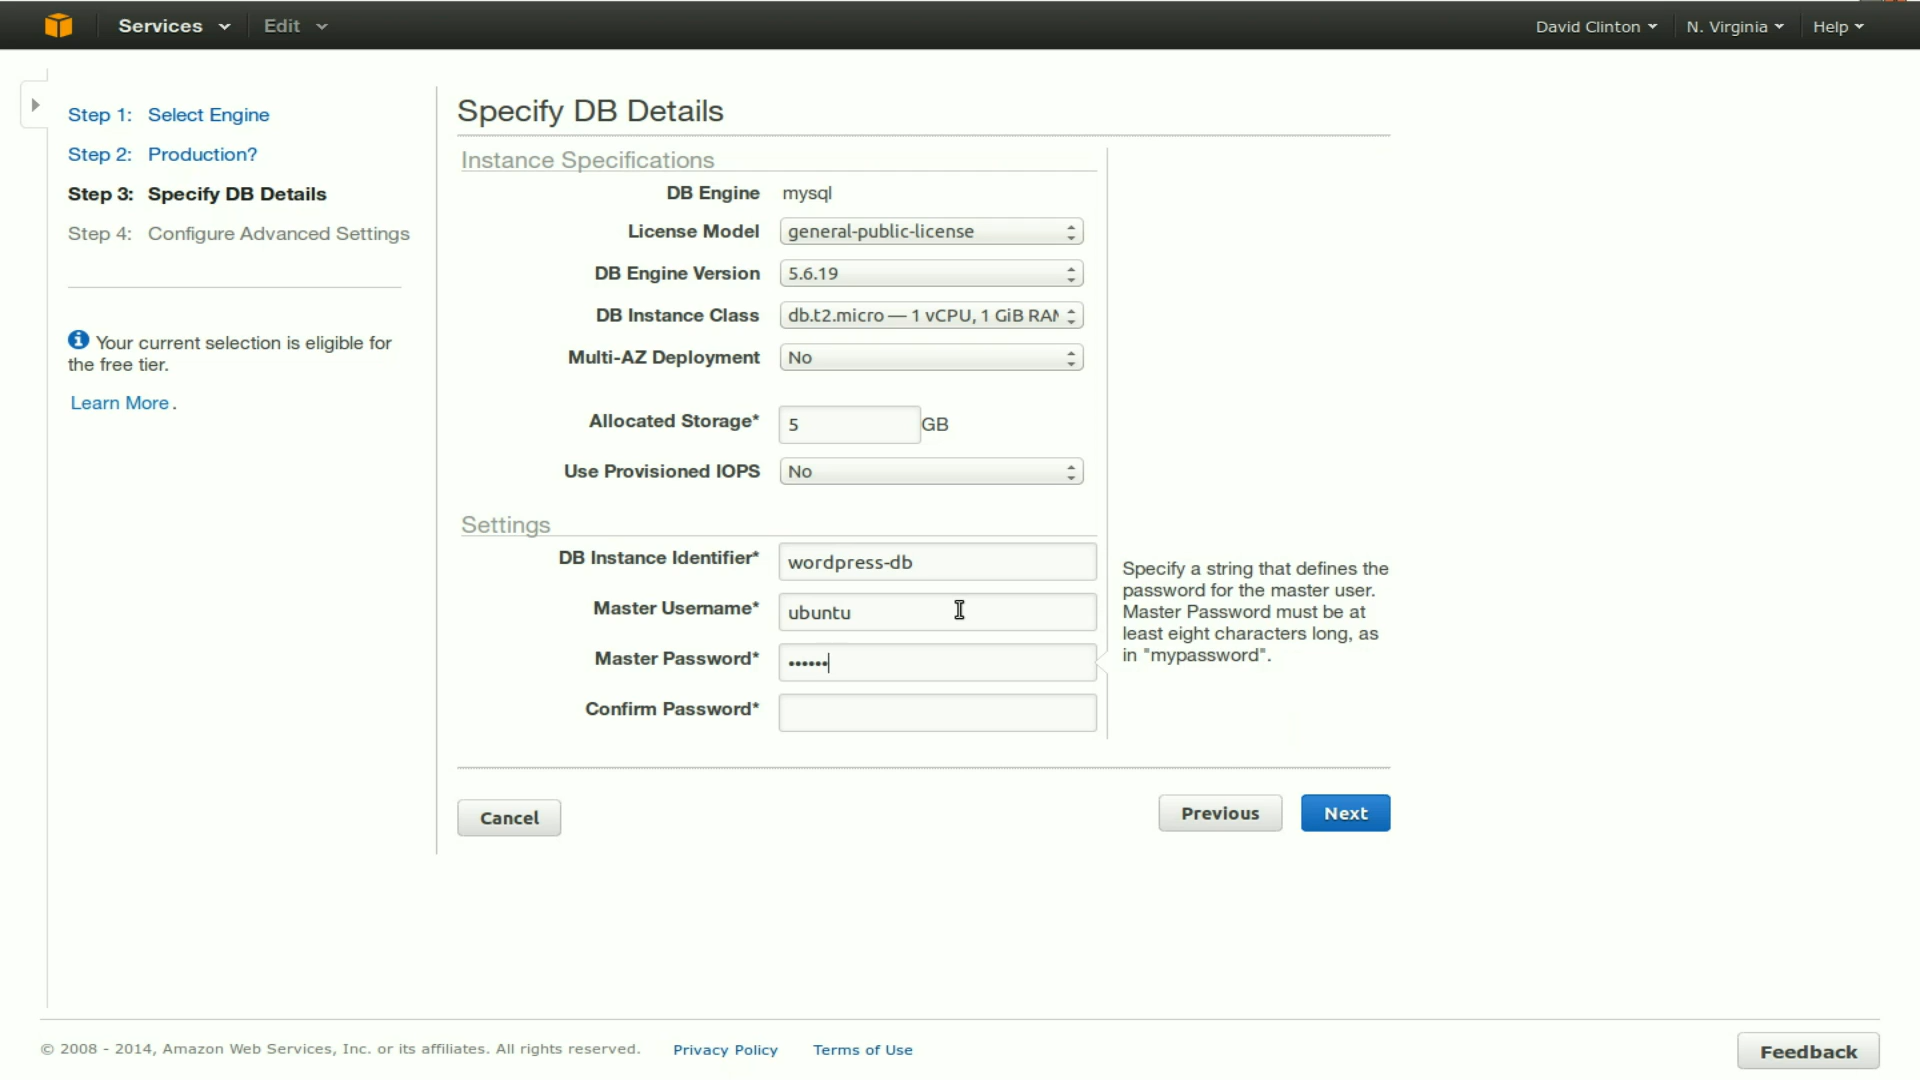 Services Edit David Clinton N. Virginia Help
Step 1: Select Engine
Step 2: Production?
Step 3: Specify DB Details
Step 4: Configure Advanced Settings
Your current selection is eligible for
the free tier.
Learn More.
Specify DB Details
Instance Specifications
DB Engine mysql
License Model general-public-license
DB Engine Version 5.6.19
DB Instance Class db.t2.micro — 1 vCPU, 1 GiB RAM
Multi-AZ Deployment No
Allocated Storage* 5 GB
Use Provisioned IOPS No
Settings
DB Instance Identifier* wordpress-db
Master Username* ubuntu
Master Password* ••••••
Confirm Password*
Specify a string that defines the
password for the master user.
Master Password must be at
least eight characters long, as
in "mypassword".
Cancel Previous Next
© 2008 - 2014, Amazon Web Services, Inc. or its affiliates. All rights reserved. Privacy Policy Terms of Use
Feedback